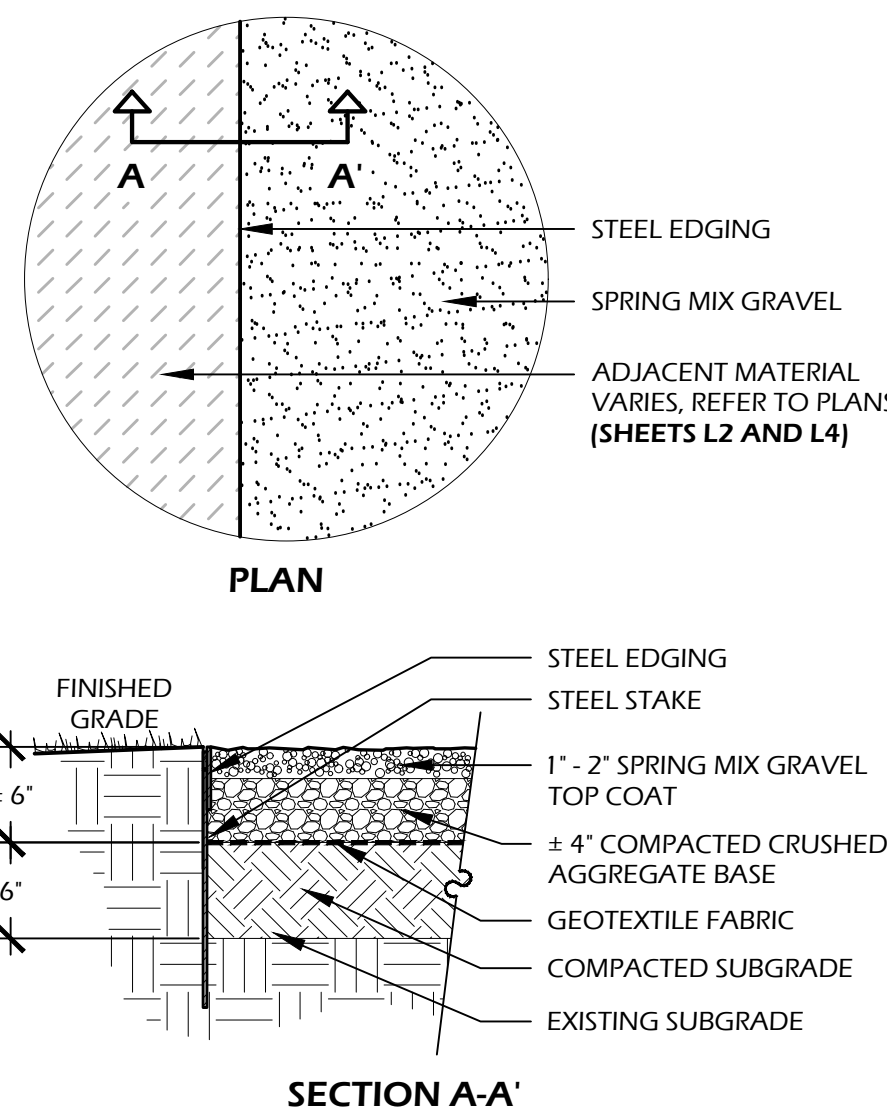 A
A'
STEEL EDGING
SPRING MIX GRAVEL
ADJACENT MATERIAL
VARIES, REFER TO PLANS
(SHEETS L2 AND L4)
PLAN
FINISHED
GRADE
± 6"
6"
STEEL EDGING
STEEL STAKE
1" - 2" SPRING MIX GRAVEL
TOP COAT
± 4" COMPACTED CRUSHED
AGGREGATE BASE
GEOTEXTILE FABRIC
COMPACTED SUBGRADE
EXISTING SUBGRADE
SECTION A-A'